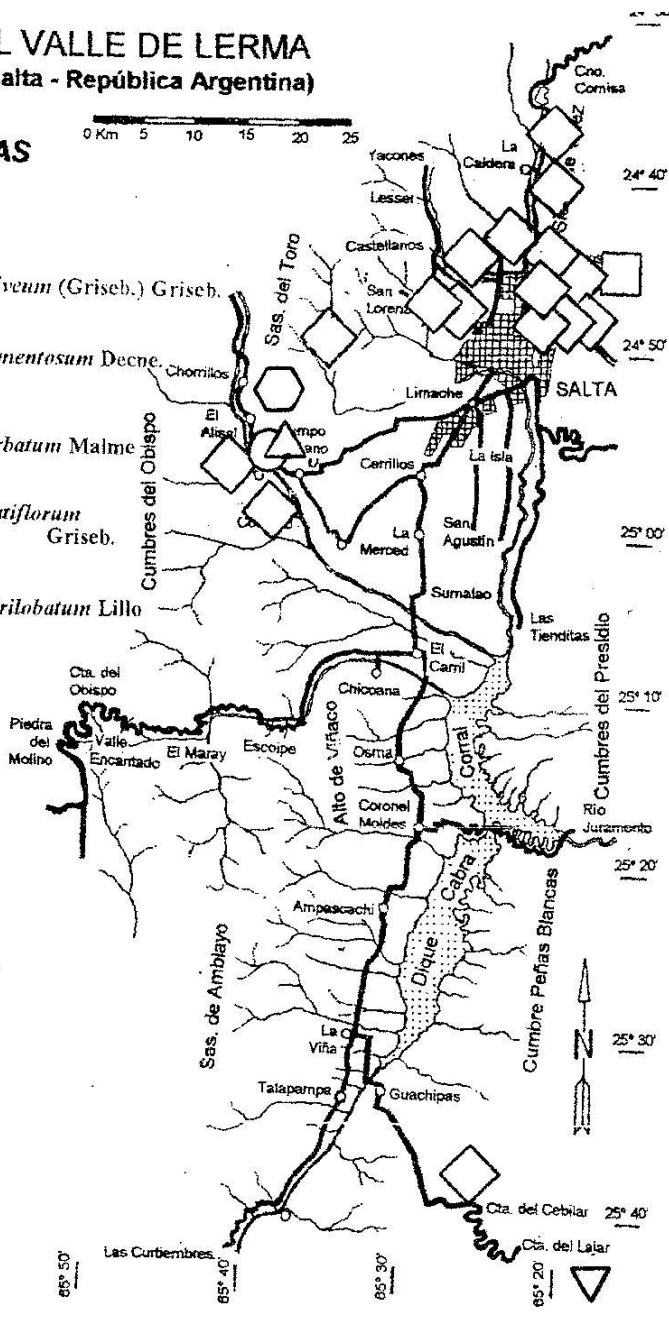 L VALLE DE LERMA
alta - República Argentina)
0 Km 5 10 15 20 25
AS
Cno.
Cornisa
La
Caldera
24° 40'
Yacones
Lesser
Castellanos
Sas. del Toro
San
iveum (Griseb.) Griseb.
24° 50'
mentosum Decne.
Chorrillos
Limache
SALTA
El
rbatum Malme
Cumbres del Obispo
Cerrillos
La Isla
tiflorum
Griseb.
La
Merced
San
Agustín
25° 00'
Sumalao
rilobatum Lillo
Las
Tienditas
El
Carril
Cumbres del Presidio
Cta. del
Obispo
Chicoana
25° 10'
Piedra
del
Molino
Valle
Encantado
El Maray
Escoipe
Alto de Viñaco
Osma
Corral
Coronel
Moldes
Río
Juramento
25° 20'
Cabra
Ampascachi
Dique
Sas. de Amblayo
Cumbre Peñas Blancas
La
Viña
N
25° 30'
Talapampa
Guachipas
Cta. del Cebilar
25° 40'
Las Curtiembres
Cta. del Lajar
65° 50'
65° 40'
65° 30'
65° 20'